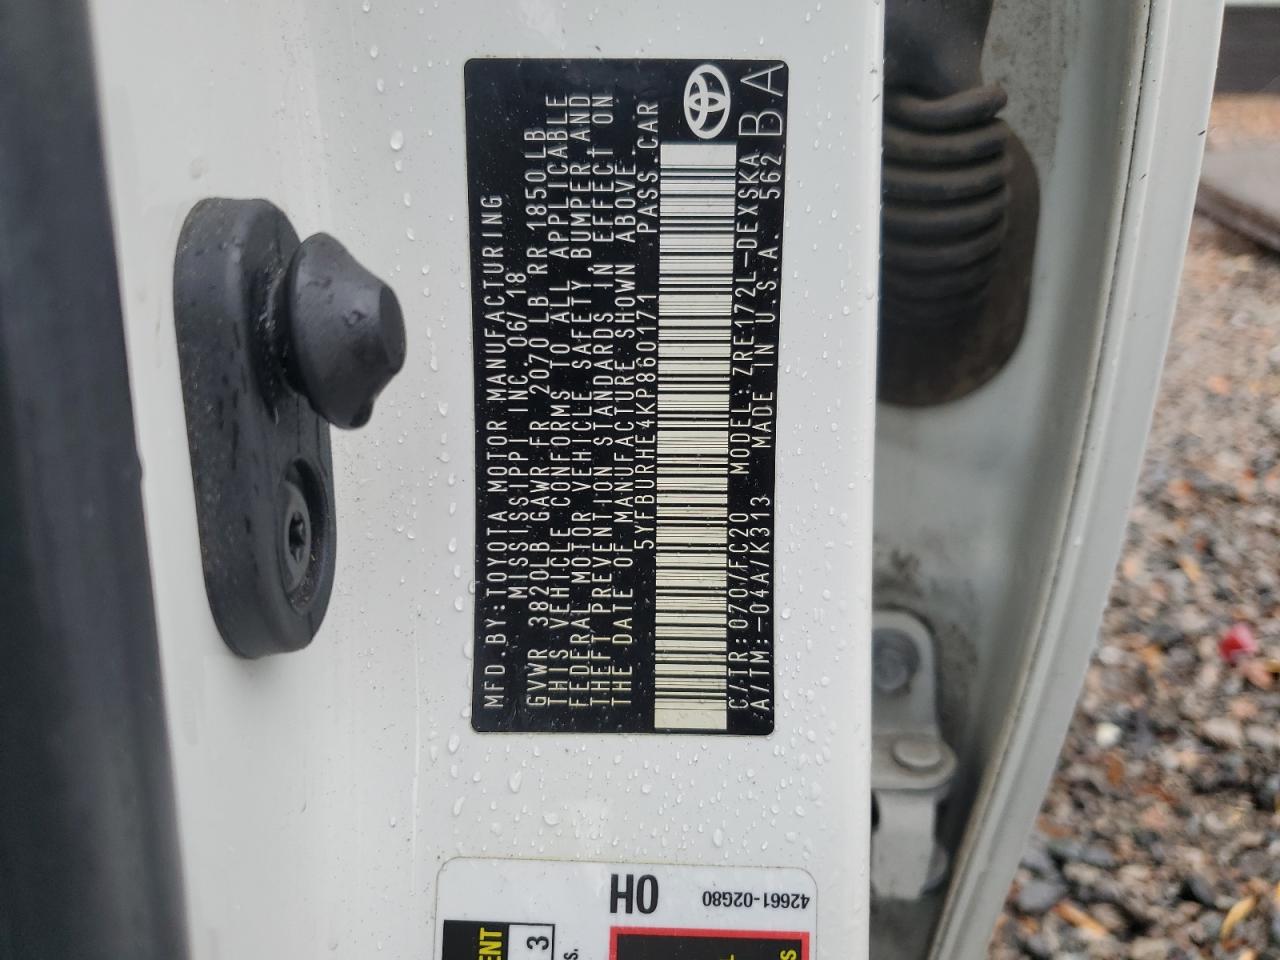 MFD.BY:TOYOTA MOTOR MANUFACTURING
MISSISSIPPI INC. 06/18
GVWR 3820LB GAWR FR 2070LB RR 1850LB
THIS VEHICLE CONFORMS TO ALL APPLICABLE
FEDERAL MOTOR VEHICLE SAFETY BUMPER AND
THEFT PREVENTION STANDARDS IN EFFECT ON
THE DATE OF MANUFACTURE SHOWN ABOVE.
5YFBURHE4KP860171 PASS.CAR
C/TR:070/FC20 MODEL:ZRE172L-DEXSKA
A/TM:-04A/K313 MADE IN U.S.A. 562 BA
0H
42661-02G80
ENT
3
s.